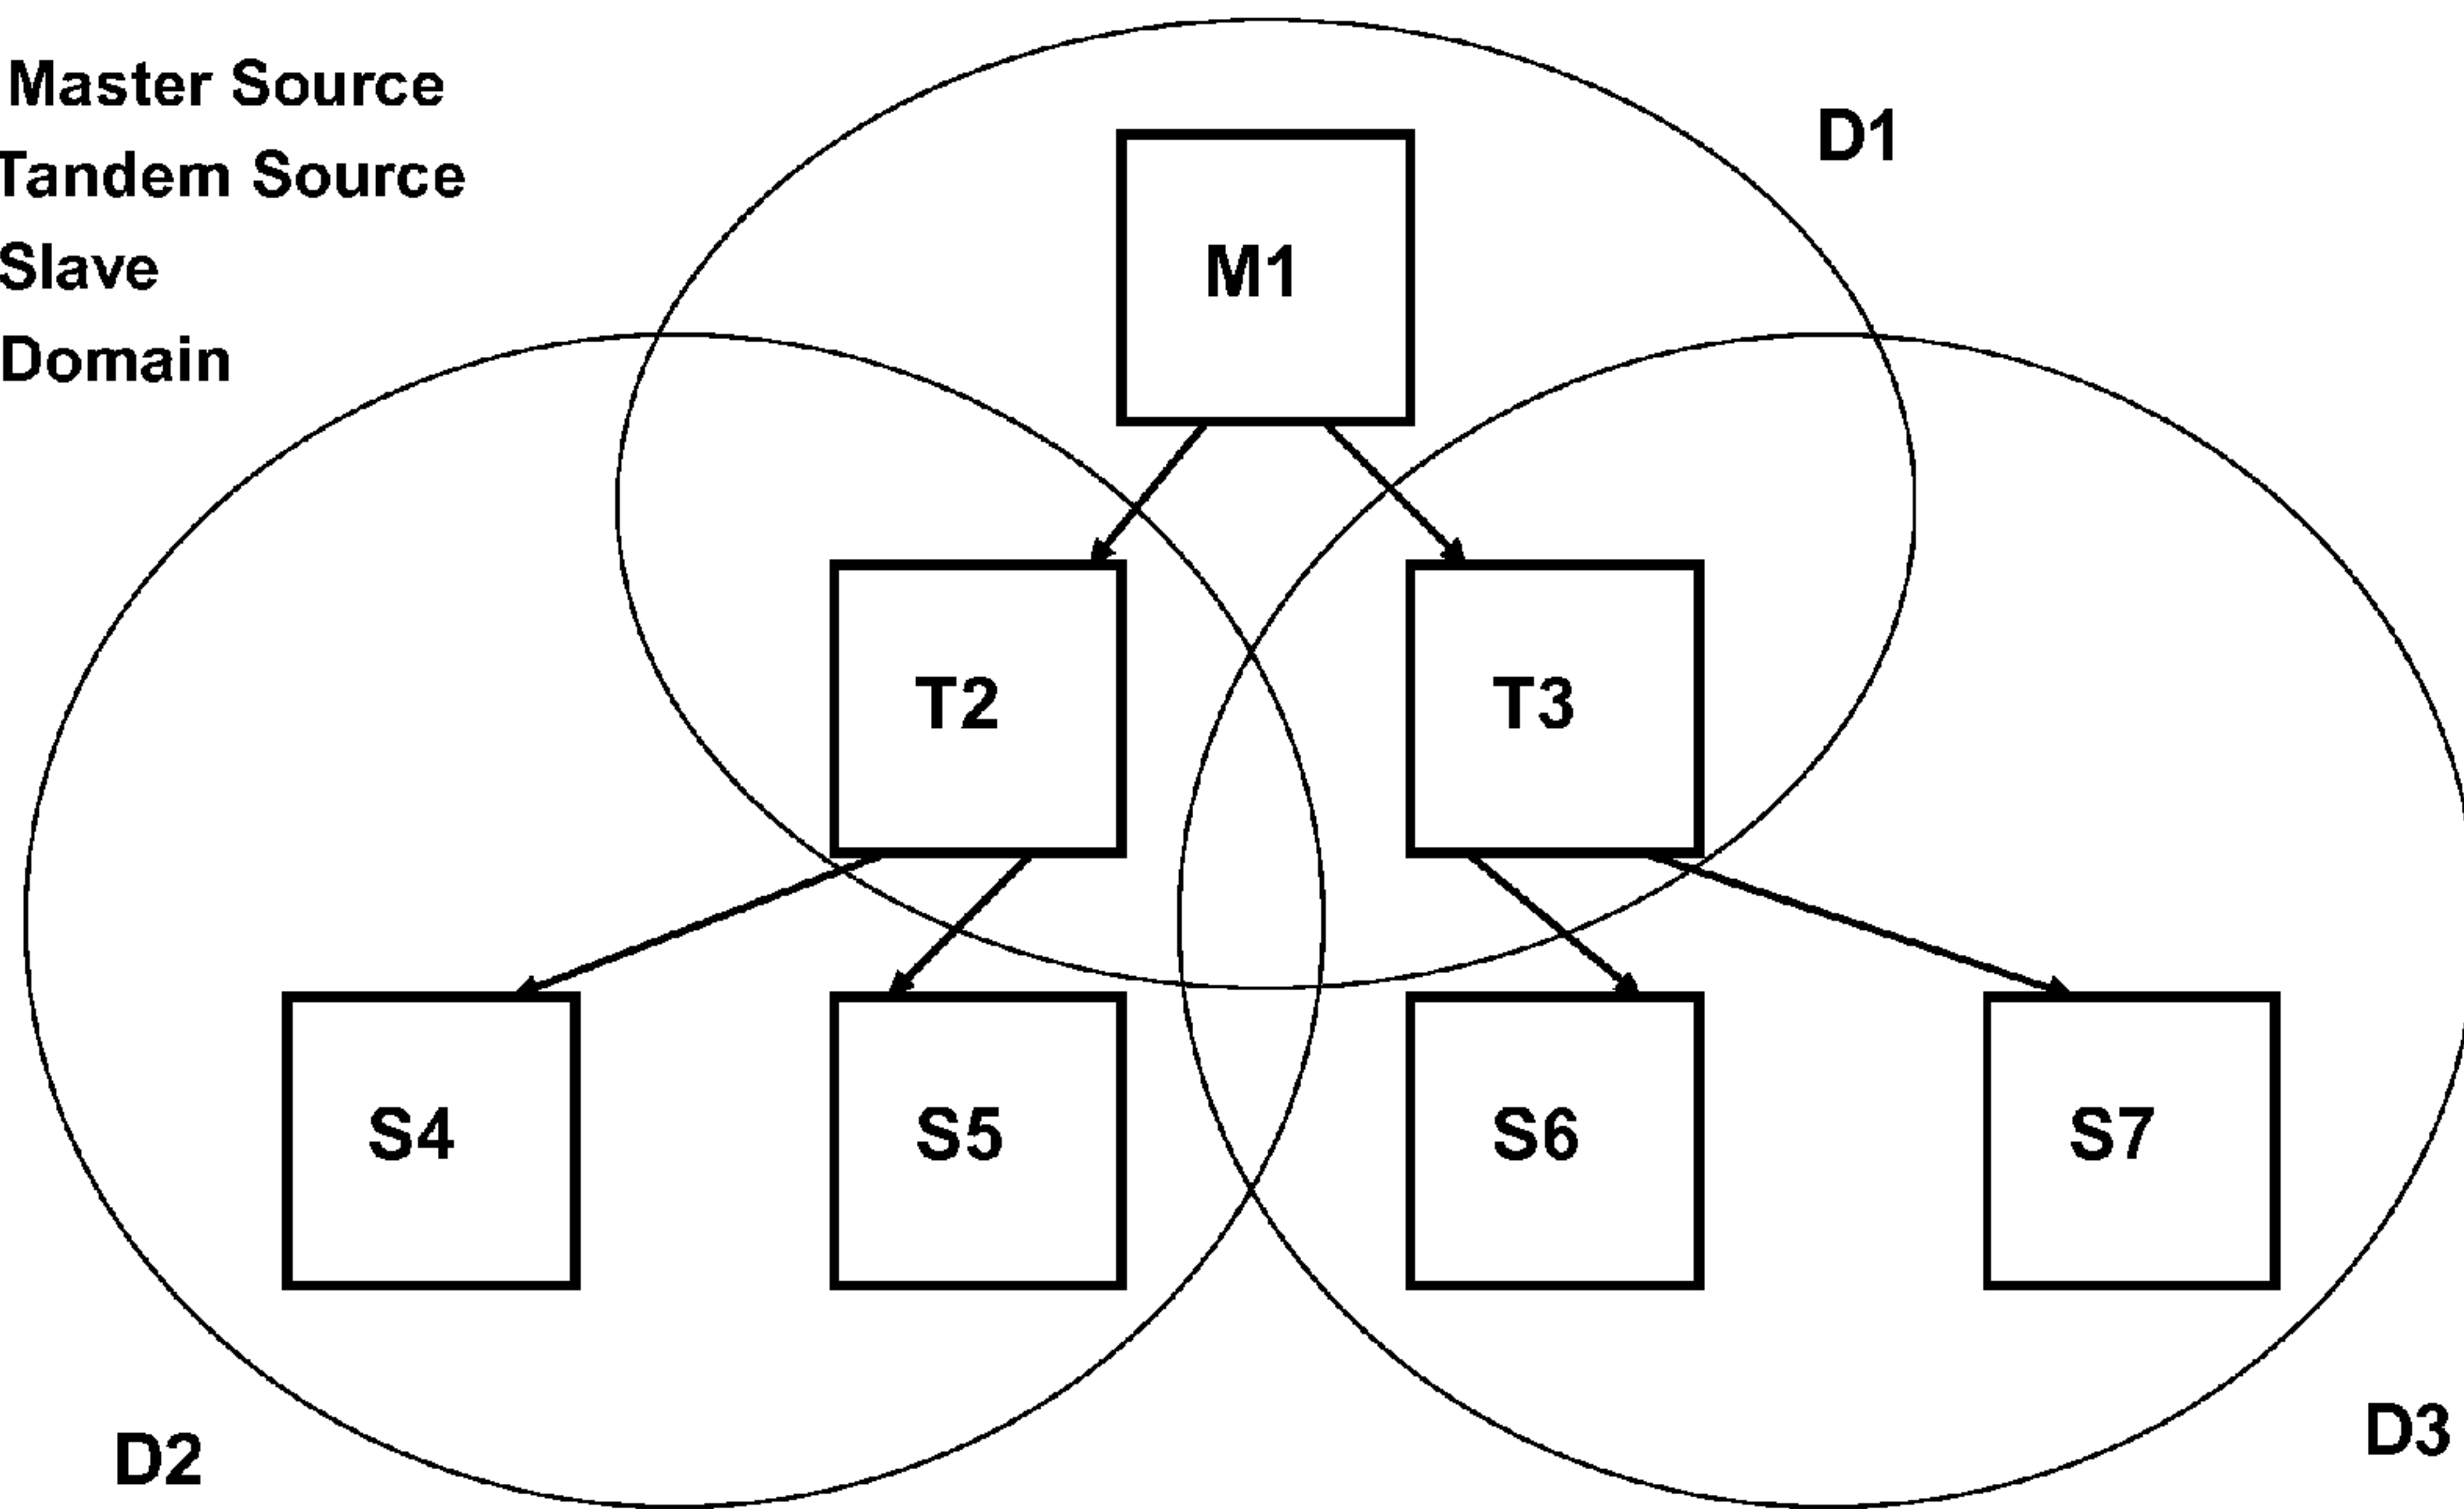 Master Source
Tandem Source
Slave
Domain
D1
M1
T2
T3
S4
S5
S6
S7
D2
D3